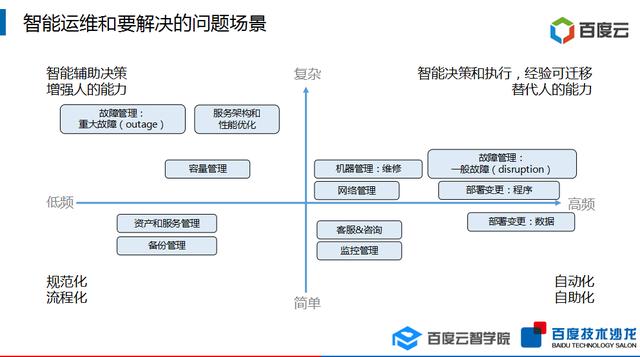 智能运维和要解决的问题场景
百度云
智能辅助决策
增强人的能力
复杂
智能决策和执行，经验可迁移
替代人的能力
故障管理：
重大故障（outage）
服务架构和
性能优化
容量管理
机器管理：维修
故障管理：
一般故障（disruption）
网络管理
部署变更：程序
低频
高频
资产和服务管理
备份管理
客服&咨询
监控管理
部署变更：数据
规范化
流程化
简单
自动化
自助化
百度云智学院
百度技术沙龙
BAIDU TECHNOLOGY SALON